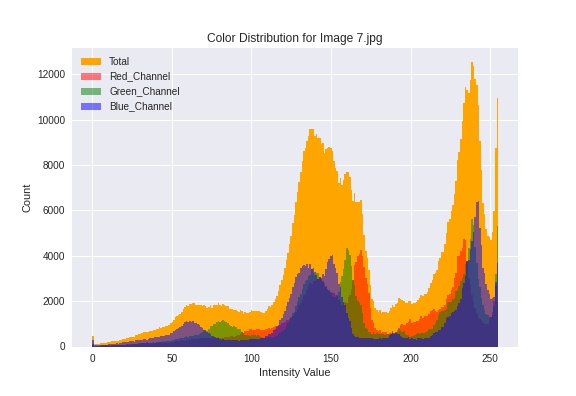 Color Distribution for Image 7.jpg
Total
Red_Channel
Green_Channel
Blue_Channel
12000
10000
8000
6000
4000
2000
0
Count
0 50 100 150 200 250
Intensity Value